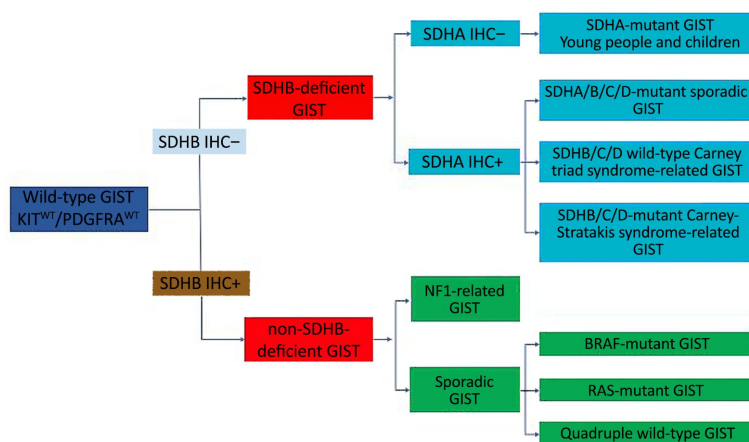 Wild-type GIST
KIT^WT/PDGFRA^WT
SDHB IHC−
SDHB IHC+
SDHB-deficient
GIST
non-SDHB-
deficient GIST
SDHA IHC−
SDHA IHC+
SDHA-mutant GIST
Young people and children
SDHA/B/C/D-mutant sporadic
GIST
SDHB/C/D wild-type Carney
triad syndrome-related GIST
SDHB/C/D-mutant Carney-
Stratakis syndrome-related
GIST
NF1-related
GIST
Sporadic
GIST
BRAF-mutant GIST
RAS-mutant GIST
Quadruple wild-type GIST